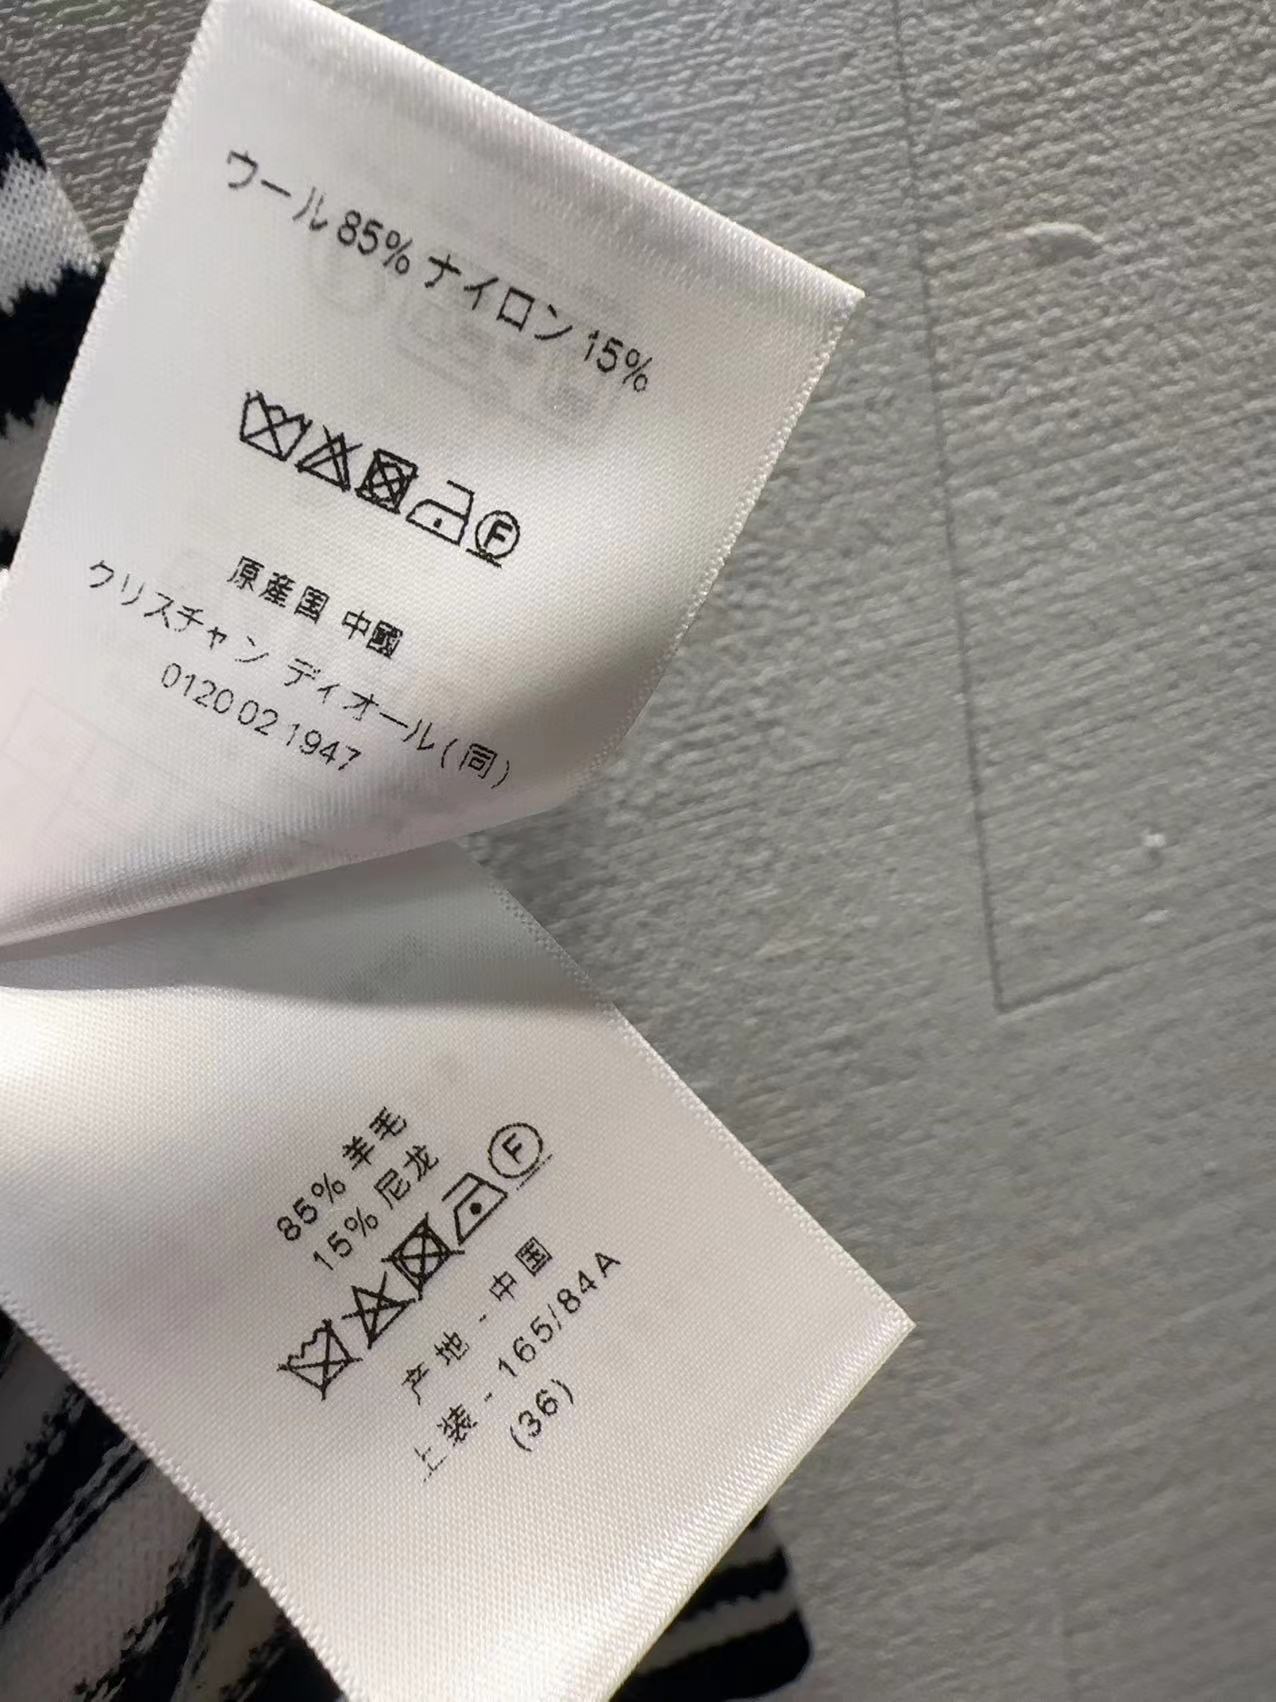 ウール 85% ナイロン 15%
F
原産国 中國
クリスチャン ディオール(同)
0120 02 1947
85% 羊毛
15% 尼龙
F
产地 - 中国
上装 - 165/84A
(36)